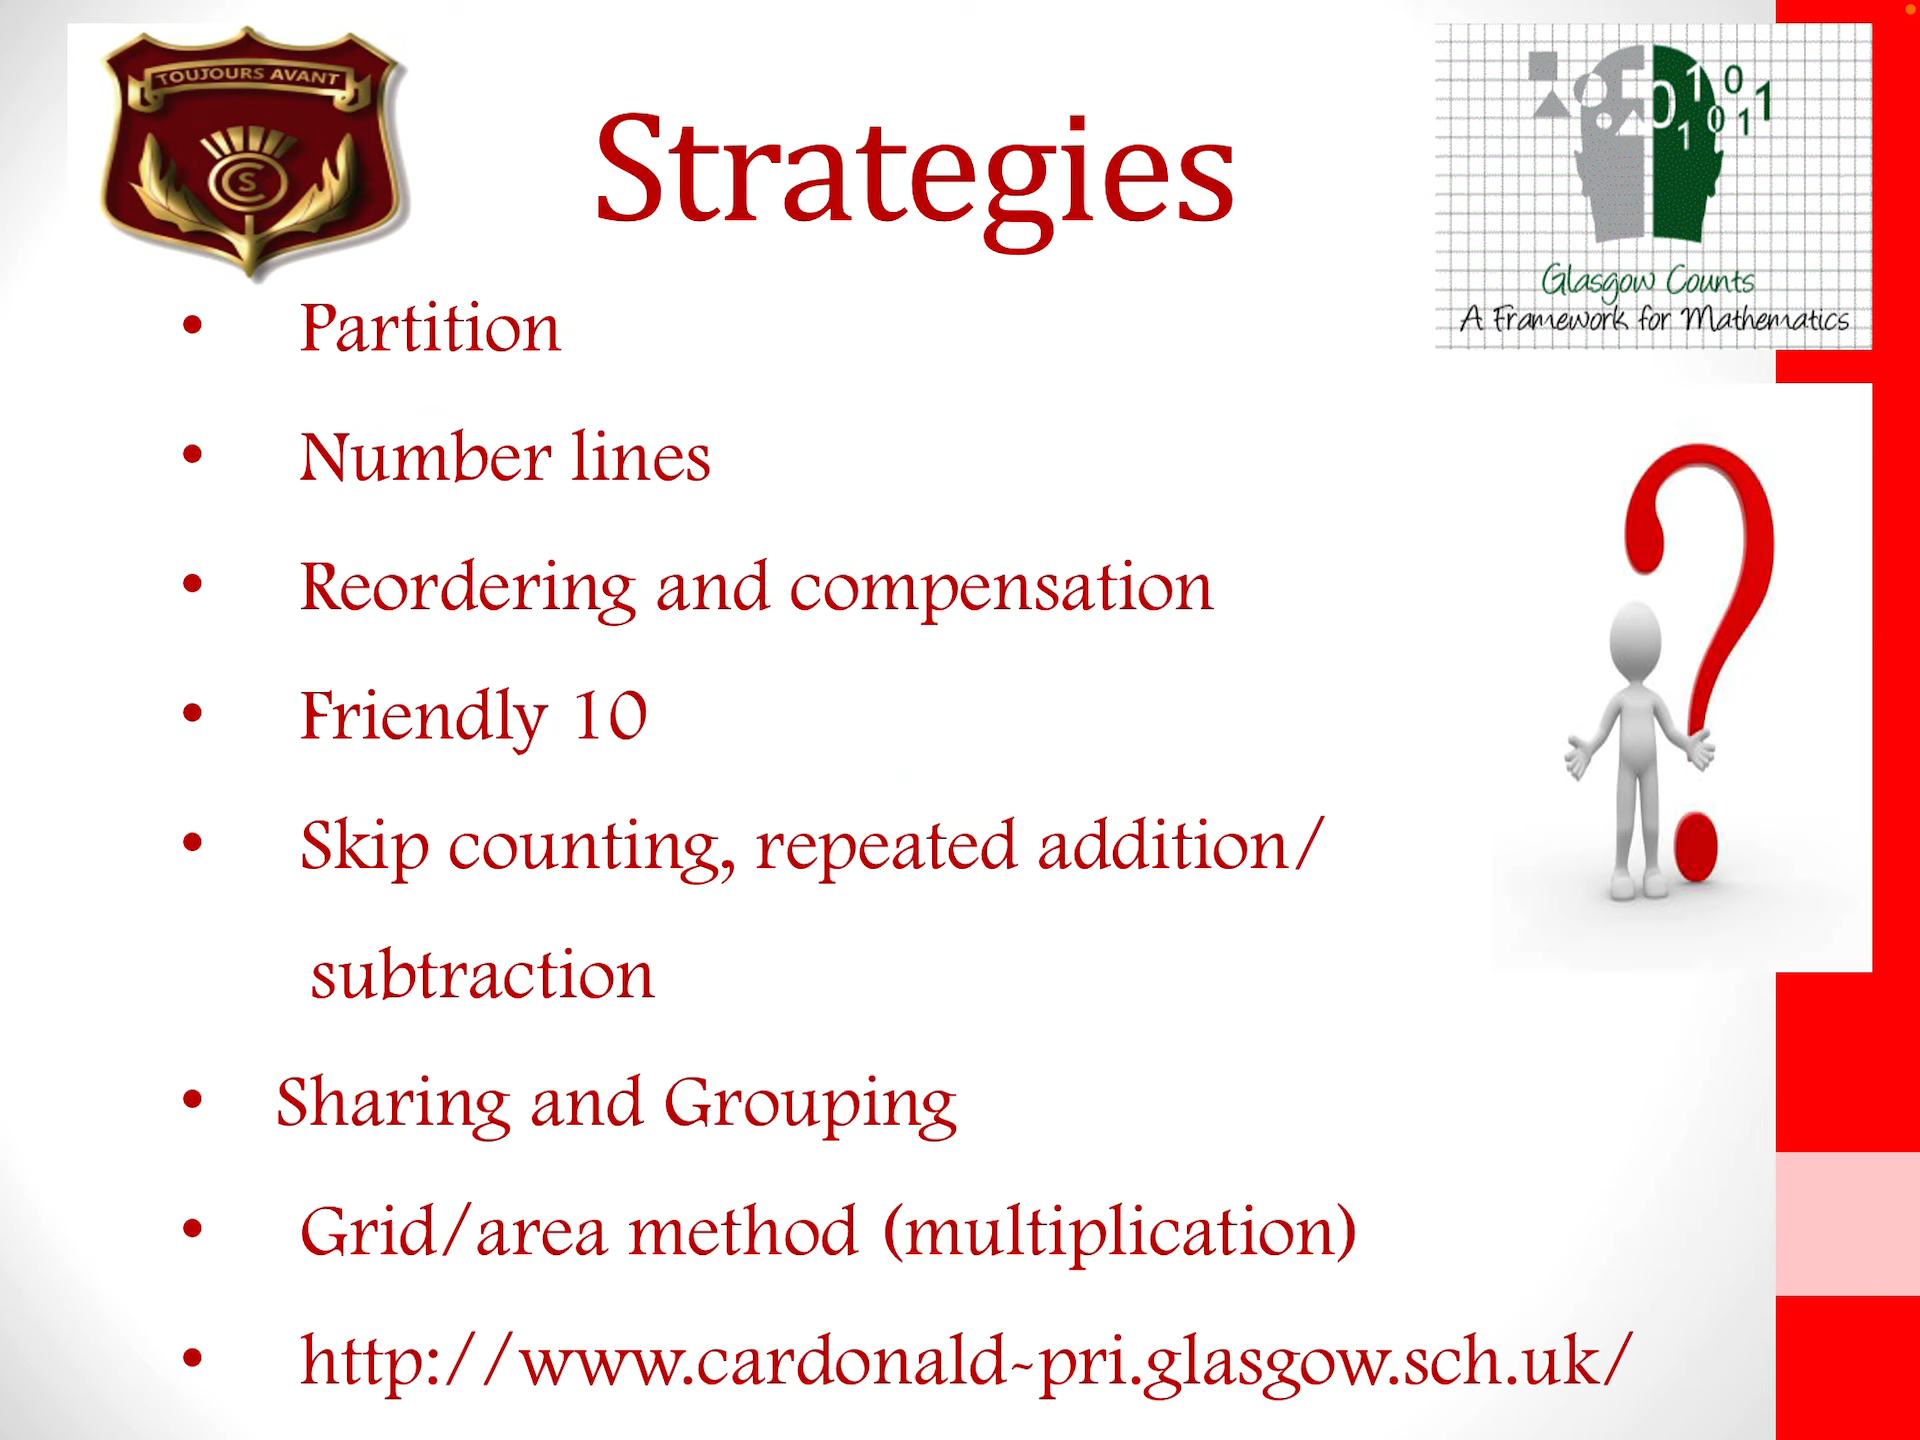 TOUJOURS AVANT
Strategies
Glasgow Counts
A Framework for Mathematics
• Partition
• Number lines
• Reordering and compensation
• Friendly 10
• Skip counting, repeated addition/
subtraction
• Sharing and Grouping
• Grid/area method (multiplication)
• http://www.cardonald-pri.glasgow.sch.uk/